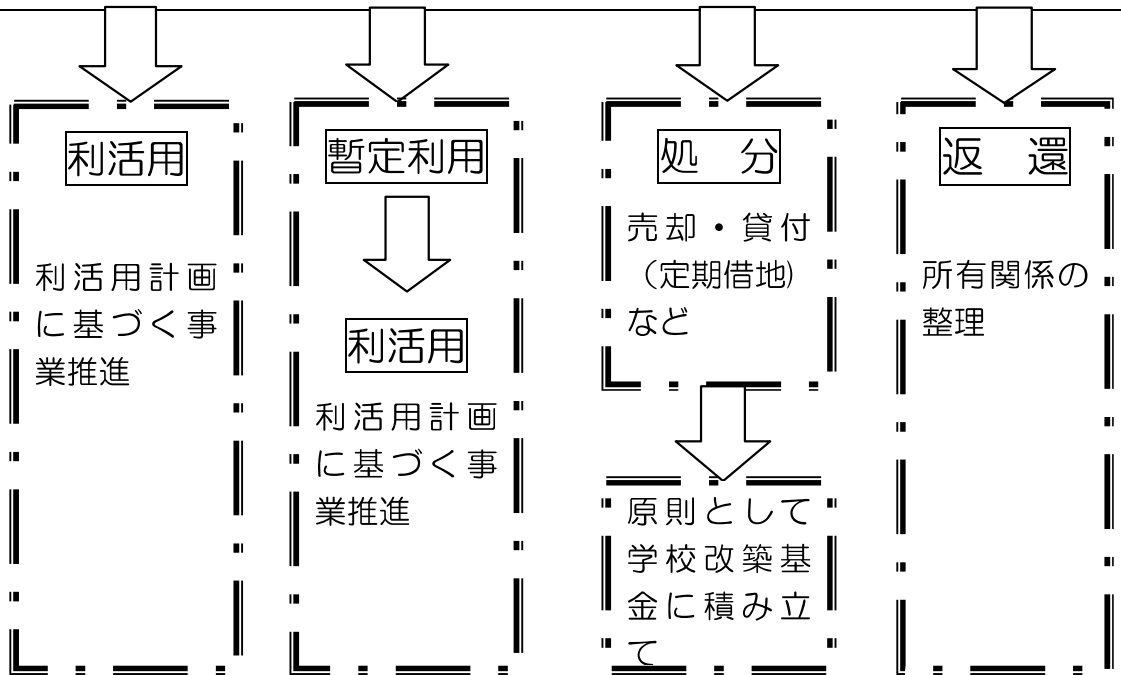 利活用
利活用計画
に基づく事
業推進
暫定利用
利活用
利活用計画
に基づく事
業推進
処　分
売却・貸付
（定期借地）
など
原則として
学校改築基
金に積み立
て
返　還
所有関係の
整理